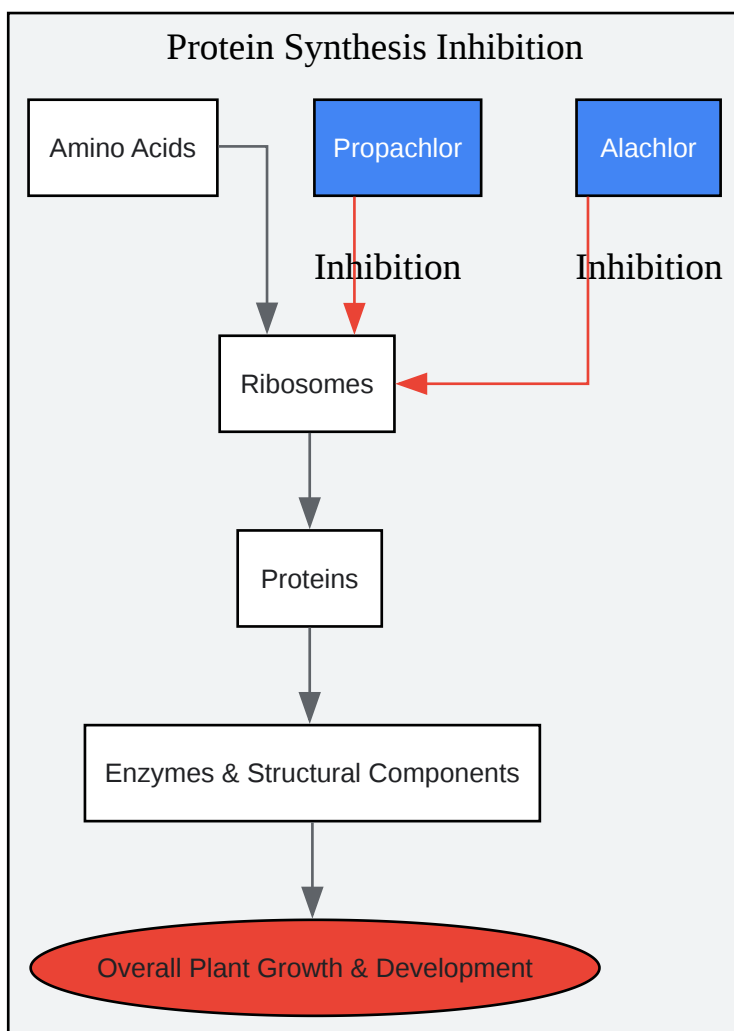 Protein Synthesis Inhibition
Amino Acids
Propachlor
Alachlor
Inhibition
Inhibition
Ribosomes
Proteins
Enzymes & Structural Components
Overall Plant Growth & Development